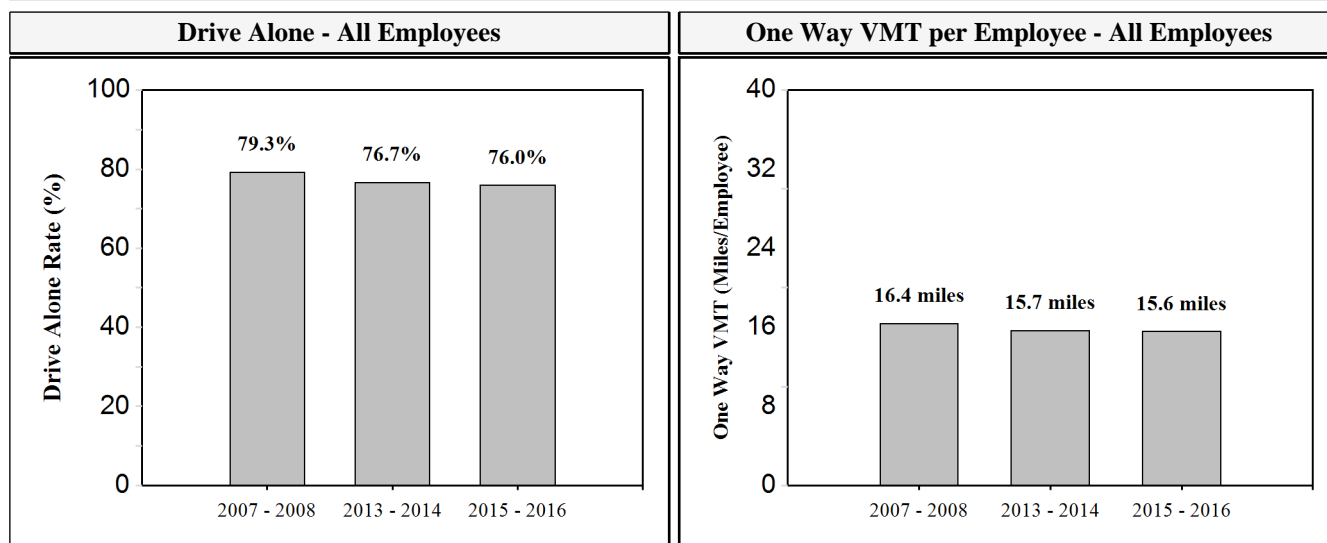 Drive Alone - All Employees
One Way VMT per Employee - All Employees
Drive Alone Rate (%)
100
80
60
40
20
0
79.3%
76.7%
76.0%
2007 - 2008
2013 - 2014
2015 - 2016
One Way VMT (Miles/Employee)
40
32
24
16
8
0
16.4 miles
15.7 miles
15.6 miles
2007 - 2008
2013 - 2014
2015 - 2016